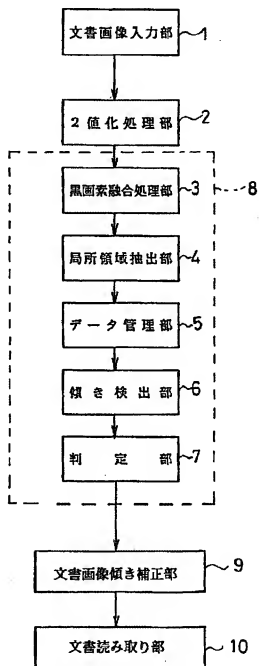 文書画像入力部 1
2値化処理部 2
黒画素融合処理部 3
8
局所領域抽出部 4
データ管理部 5
傾き検出部 6
判定部 7
文書画像傾き補正部 9
文書読み取り部 10